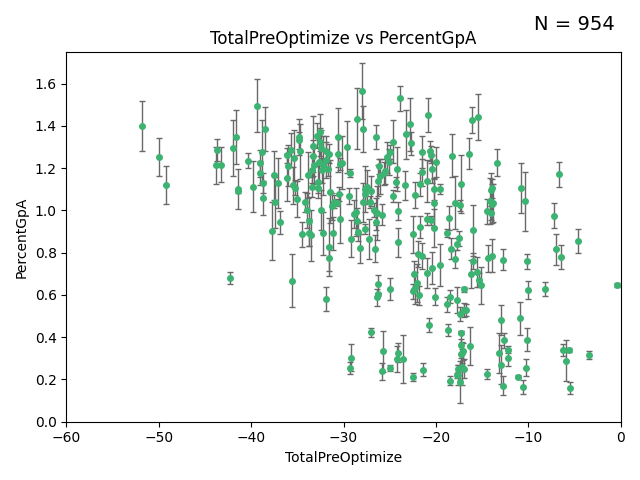 N = 954
TotalPreOptimize vs PercentGpA
PercentGpA
1.6
1.4
1.2
1.0
0.8
0.6
0.4
0.2
0.0
−60 −50 −40 −30 −20 −10 0
TotalPreOptimize